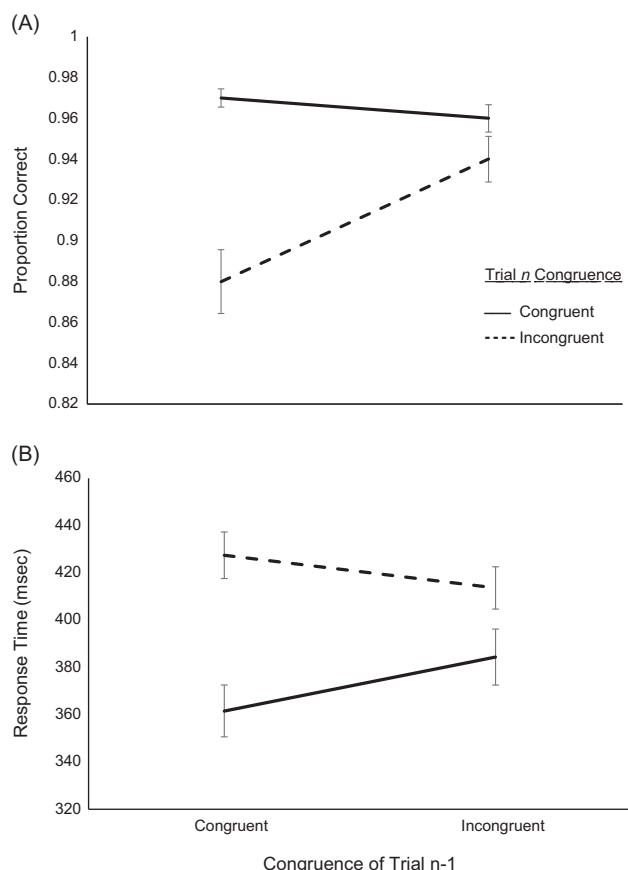 (A)
1
0.98
0.96
0.94
0.92
0.9
0.88
0.86
0.84
0.82
Proportion Correct
Trial n Congruence
Congruent
Incongruent
(B)
460
440
420
400
380
360
340
320
Response Time (msec)
Congruent Incongruent
Congruence of Trial n-1